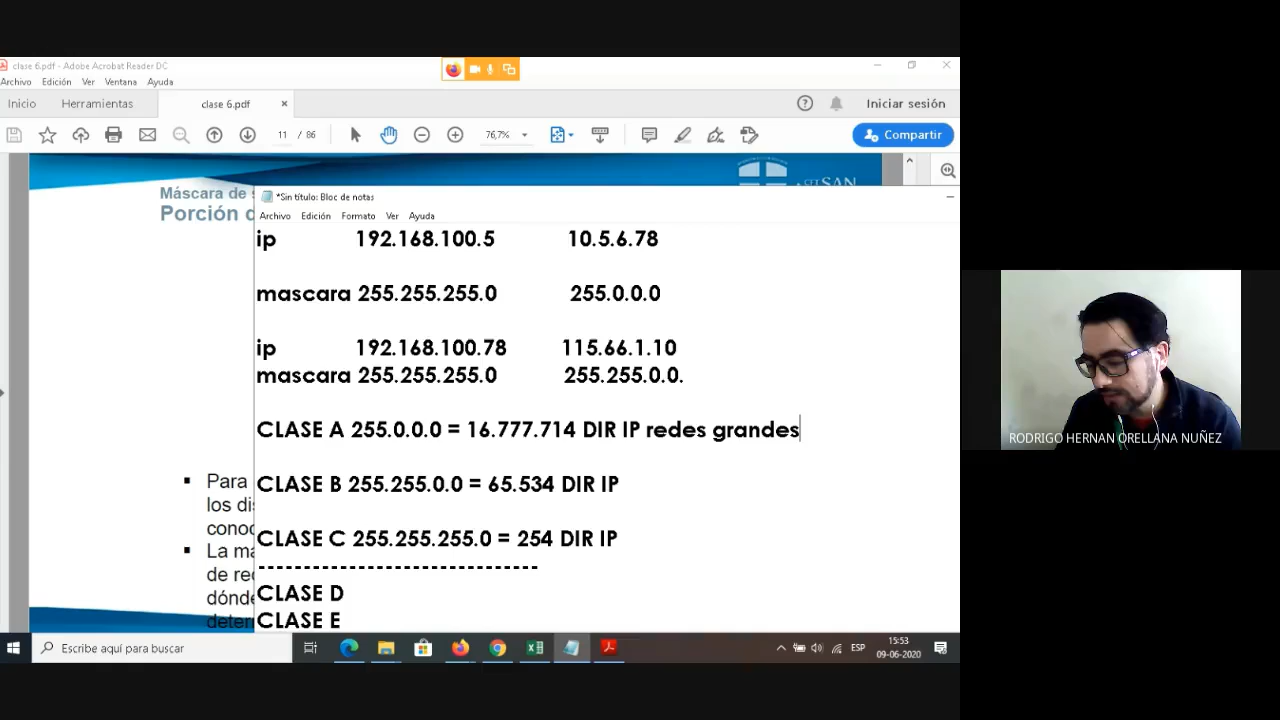 clase 6.pdf - Adobe Acrobat Reader DC
Archivo Edición Ver Ventana Ayuda
Inicio Herramientas clase 6.pdf Iniciar sesión
11 / 86 76,7% Compartir
Máscara de
Porción
*Sin título: Bloc de notas
Archivo Edición Formato Ver Ayuda
ip 192.168.100.5 10.5.6.78
mascara 255.255.255.0 255.0.0.0
ip 192.168.100.78 115.66.1.10
mascara 255.255.255.0 255.255.0.0.
CLASE A 255.0.0.0 = 16.777.714 DIR IP redes grandes
CLASE B 255.255.0.0 = 65.534 DIR IP
CLASE C 255.255.255.0 = 254 DIR IP
------------------------------
CLASE D
CLASE E
Para
los
La
de
RODRIGO HERNAN ORELLANA NUÑEZ
Escribe aquí para buscar
ESP
15:53
09-06-2020